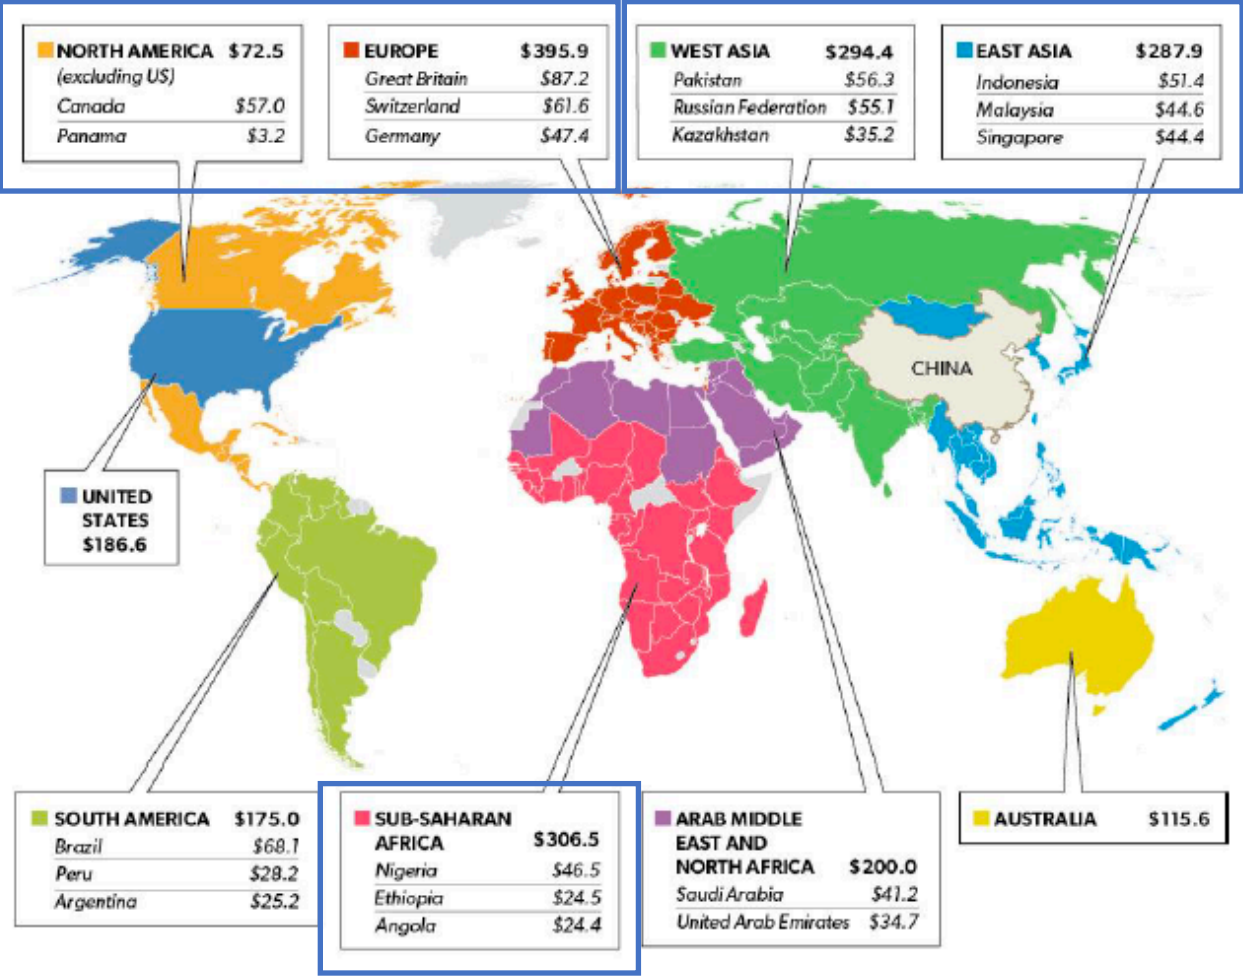 NORTH AMERICA $72.5
(excluding US)
Canada $57.0
Panama $3.2
EUROPE $395.9
Great Britain $87.2
Switzerland $61.6
Germany $47.4
WEST ASIA $294.4
Pakistan $56.3
Russian Federation $55.1
Kazakhstan $35.2
EAST ASIA $287.9
Indonesia $51.4
Malaysia $44.6
Singapore $44.4
CHINA
UNITED
STATES
$186.6
SOUTH AMERICA $175.0
Brazil $68.1
Peru $28.2
Argentina $25.2
SUB-SAHARAN
AFRICA $306.5
Nigeria $46.5
Ethiopia $24.5
Angola $24.4
ARAB MIDDLE
EAST AND
NORTH AFRICA $200.0
Saudi Arabia $41.2
United Arab Emirates $34.7
AUSTRALIA $115.6